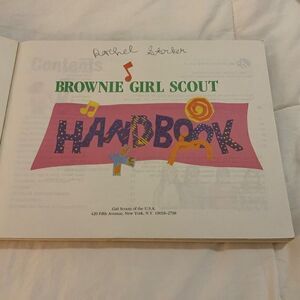 Rachel
BROWNIE GIRL SCOUT
HANDBOOK
Girl Scouts of the U.S.A.
420 Fifth Avenue, New York, N.Y. 10018-2798